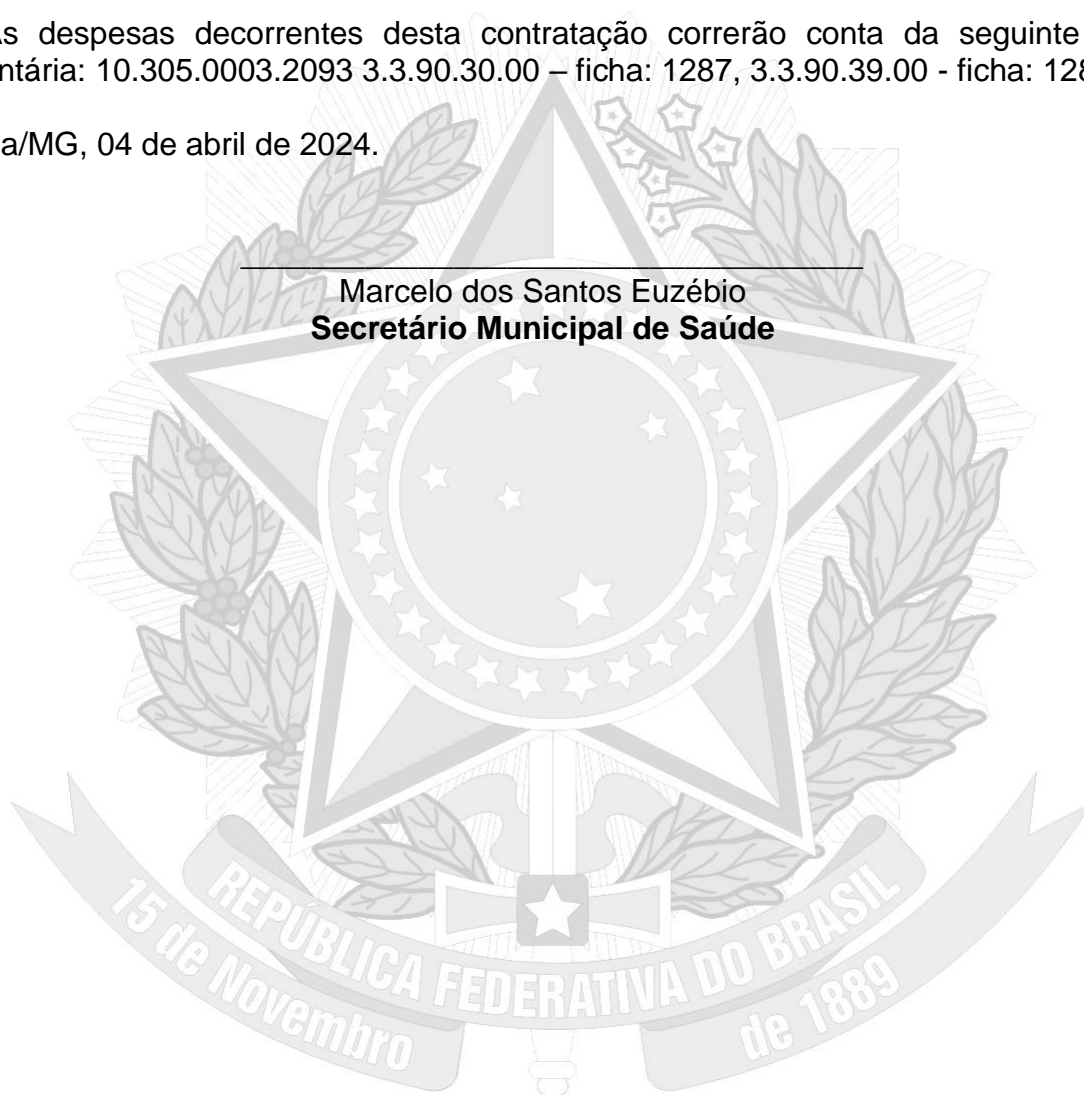 As despesas decorrentes desta contratação correrão conta da seguinte
ntária: 10.305.0003.2093 3.3.90.30.00 – ficha: 1287, 3.3.90.39.00 - ficha: 128
a/MG, 04 de abril de 2024.
Marcelo dos Santos Euzébio
Secretário Municipal de Saúde
REPÚBLICA FEDERATIVA DO BRASIL
15 de Novembro de 1889